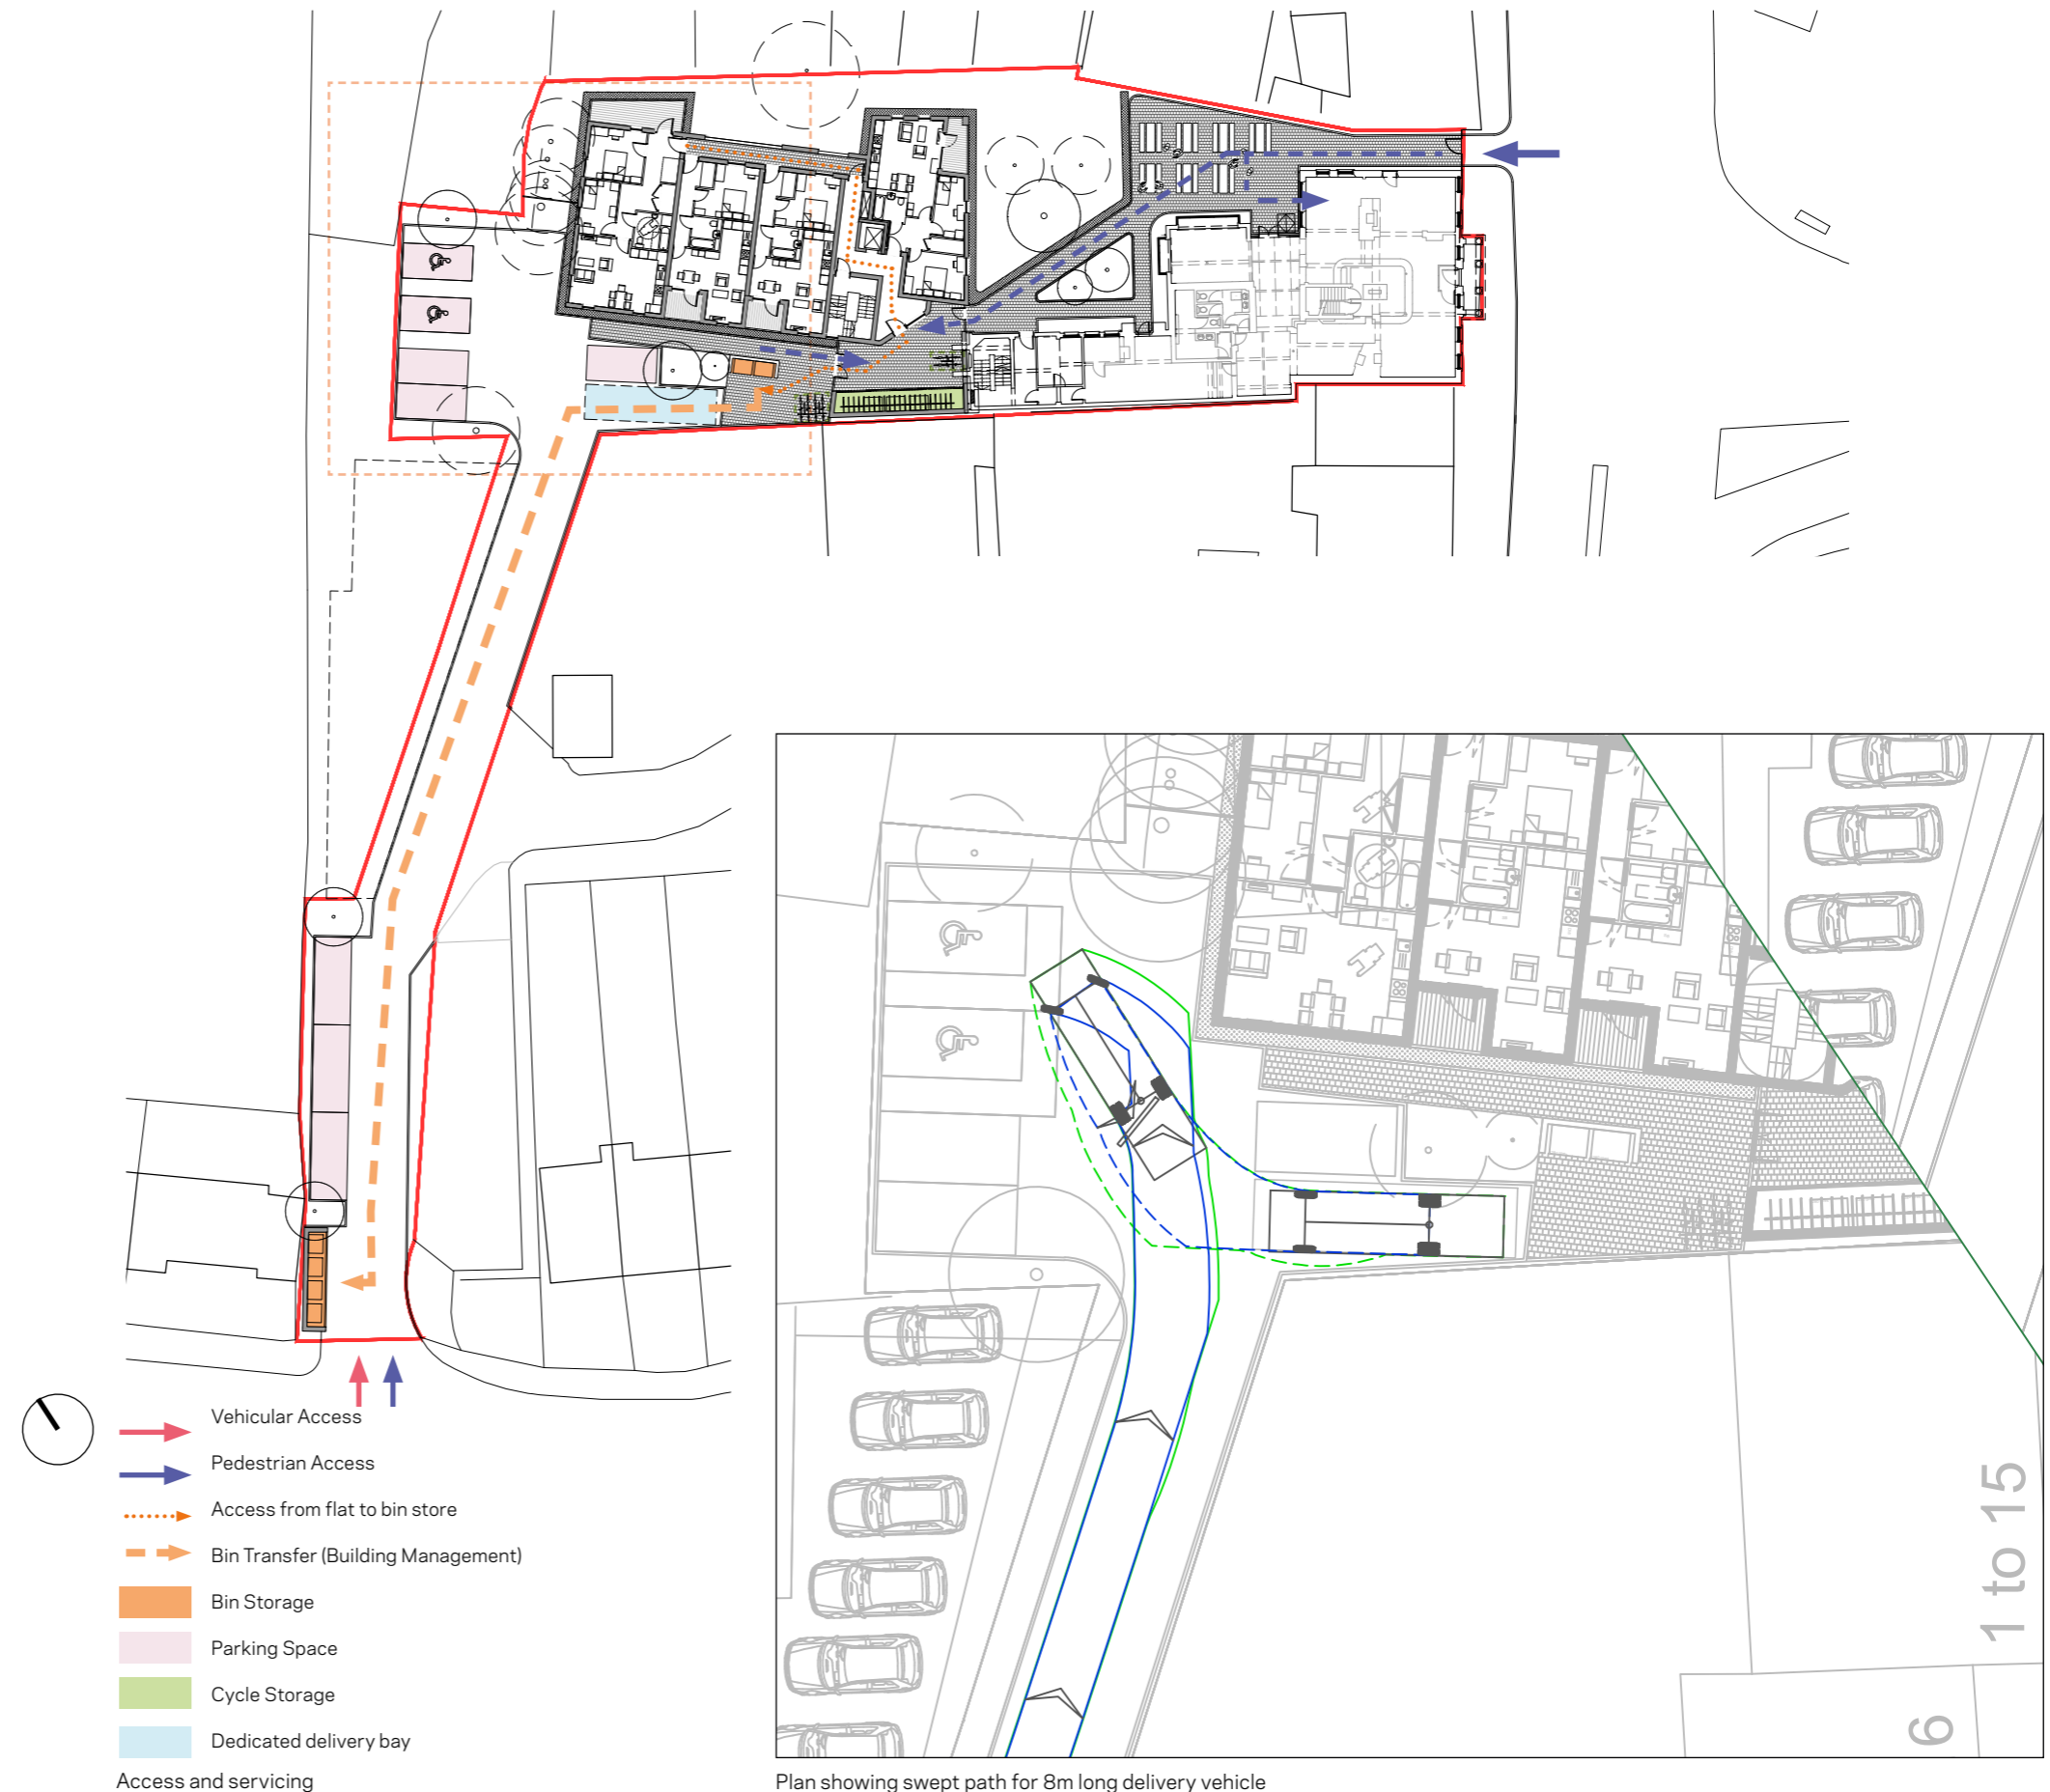 1 to 15
6
Vehicular Access
Pedestrian Access
Access from flat to bin store
Bin Transfer (Building Management)
Bin Storage
Parking Space
Cycle Storage
Dedicated delivery bay
Access and servicing
Plan showing swept path for 8m long delivery vehicle